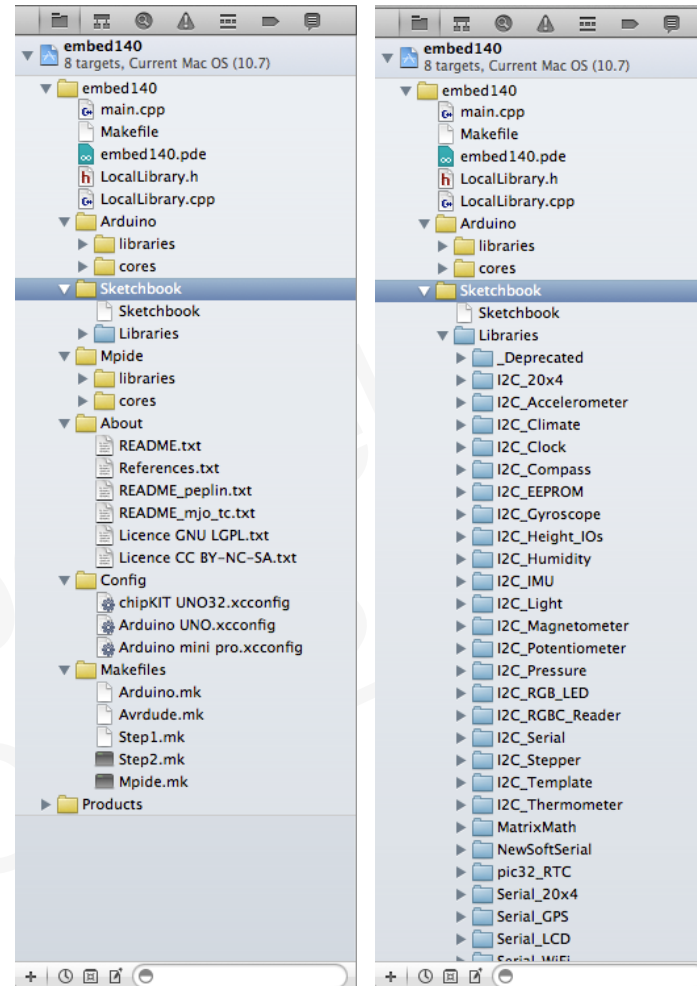 embed140
8 targets, Current Mac OS (10.7)
embed140
main.cpp
Makefile
embed140.pde
LocalLibrary.h
LocalLibrary.cpp
Arduino
libraries
cores
Sketchbook
Sketchbook
Libraries
Mpide
libraries
cores
About
README.txt
References.txt
README_peplin.txt
README_mjo_tc.txt
Licence GNU LGPL.txt
Licence CC BY-NC-SA.txt
Config
chipKIT UNO32.xcconfig
Arduino UNO.xcconfig
Arduino mini pro.xcconfig
Makefiles
Arduino.mk
Avrdude.mk
Step1.mk
Step2.mk
Mpide.mk
Products
embed140
8 targets, Current Mac OS (10.7)
embed140
main.cpp
Makefile
embed140.pde
LocalLibrary.h
LocalLibrary.cpp
Arduino
libraries
cores
Sketchbook
Sketchbook
Libraries
_Deprecated
I2C_20x4
I2C_Accelerometer
I2C_Climate
I2C_Clock
I2C_Compass
I2C_EEPROM
I2C_Gyroscope
I2C_Height_IOs
I2C_Humidity
I2C_IMU
I2C_Light
I2C_Magnetometer
I2C_Potentiometer
I2C_Pressure
I2C_RGB_LED
I2C_RGBC_Reader
I2C_Serial
I2C_Stepper
I2C_Template
I2C_Thermometer
MatrixMath
NewSoftSerial
pic32_RTC
Serial_20x4
Serial_GPS
Serial_LCD
Serial_WiFi